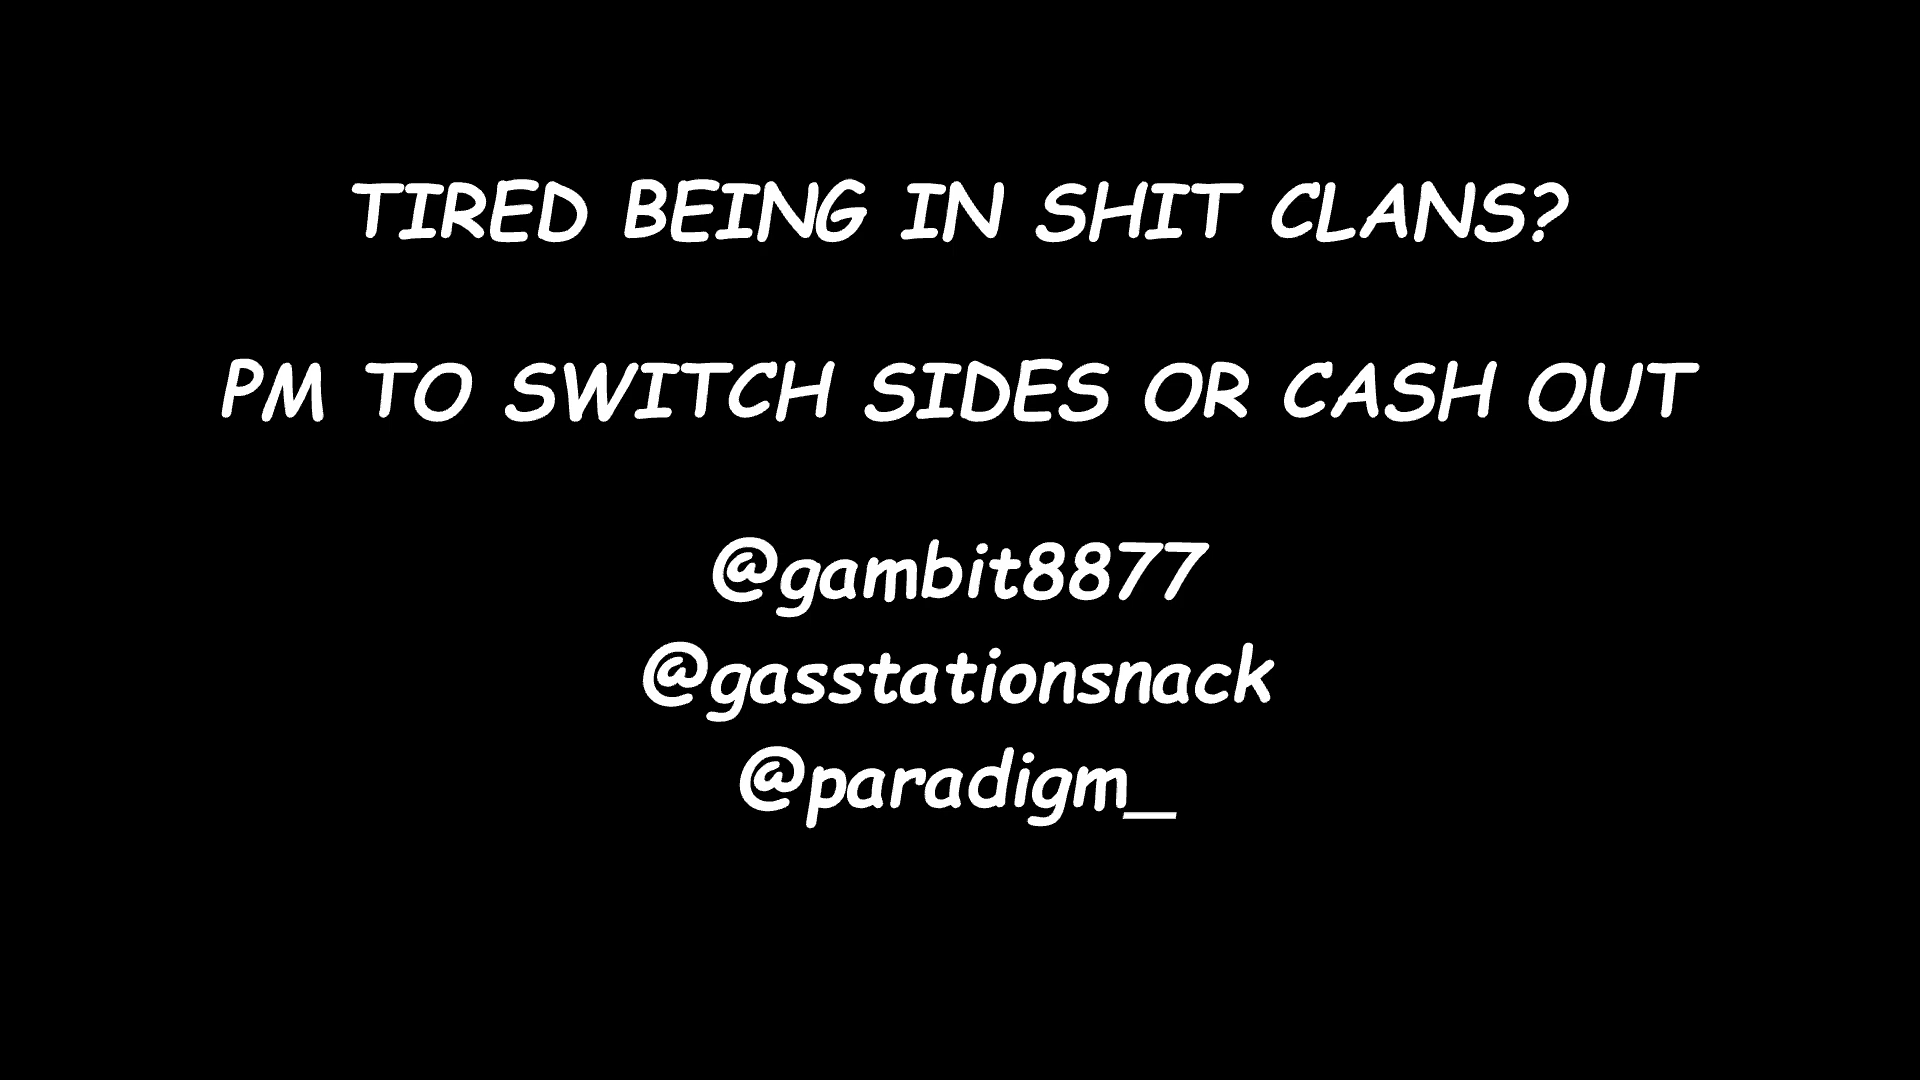 TIRED BEING IN SHIT CLANS?
PM TO SWITCH SIDES OR CASH OUT
@gambit8877
@gasstationsnack
@paradigm_